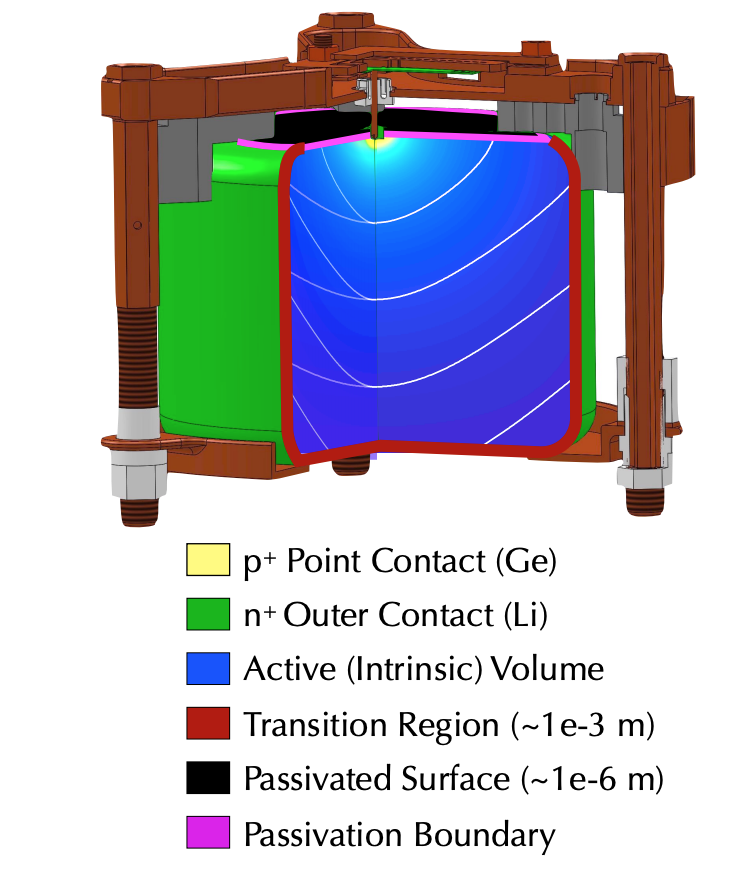 p+ Point Contact (Ge)
n+ Outer Contact (Li)
Active (Intrinsic) Volume
Transition Region (~1e-3 m)
Passivated Surface (~1e-6 m)
Passivation Boundary